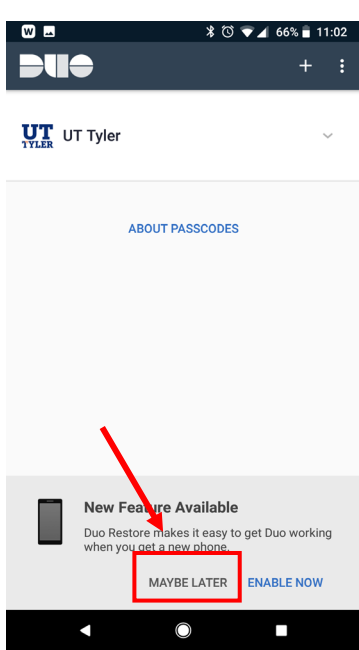 W 66% 11:02
DUO
UT
TYLER
UT Tyler
ABOUT PASSCODES
New Feature Available
Duo Restore makes it easy to get Duo working
when you get a new phone.
MAYBE LATER ENABLE NOW